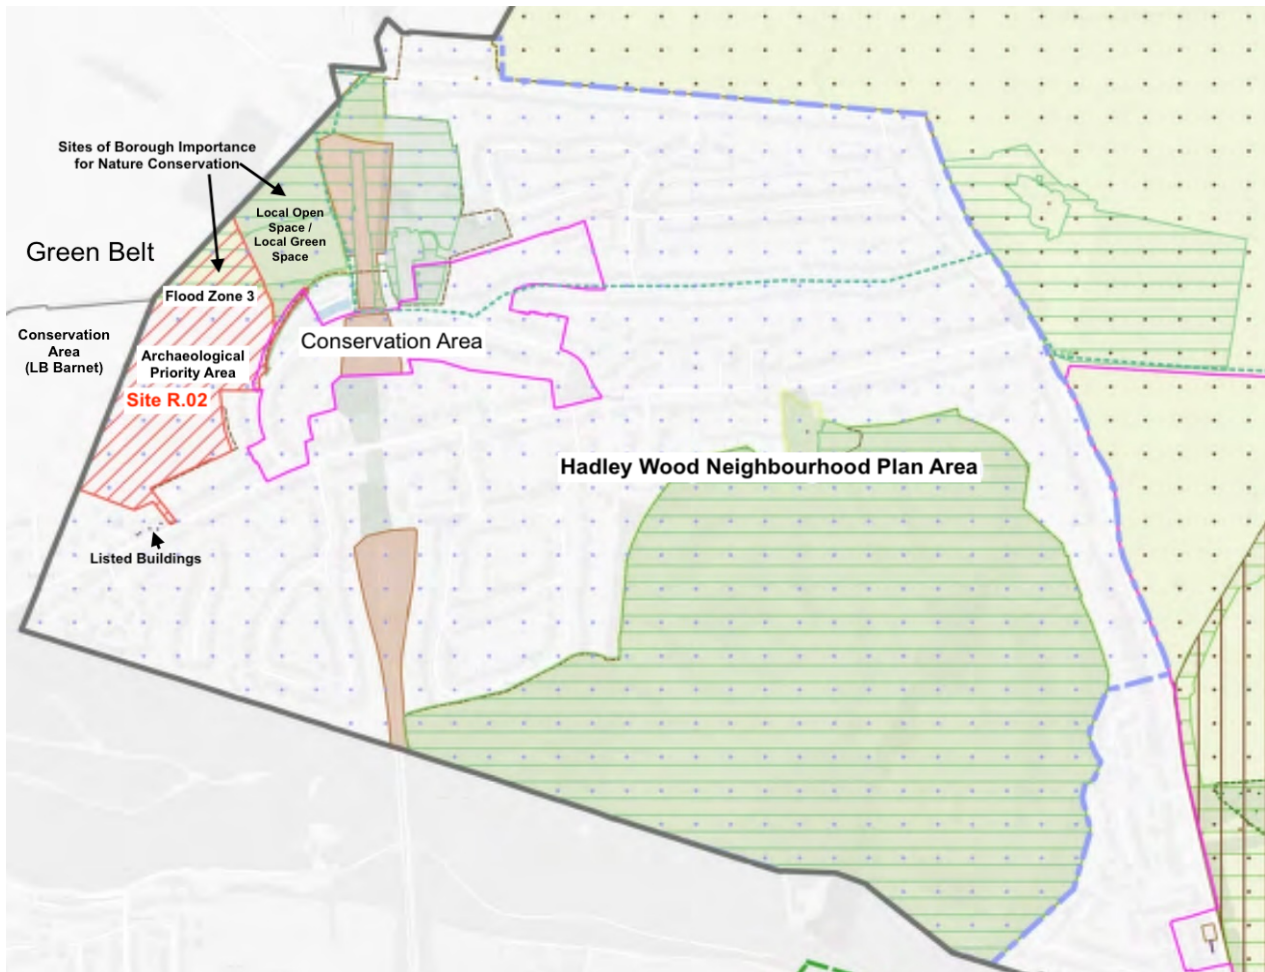 Sites of Borough Importance
for Nature Conservation
Local Open
Space /
Local Green
Space
Green Belt
Flood Zone 3
Conservation
Area
(LB Barnet)
Conservation Area
Archaeological
Priority Area
Site R.02
Hadley Wood Neighbourhood Plan Area
Listed Buildings